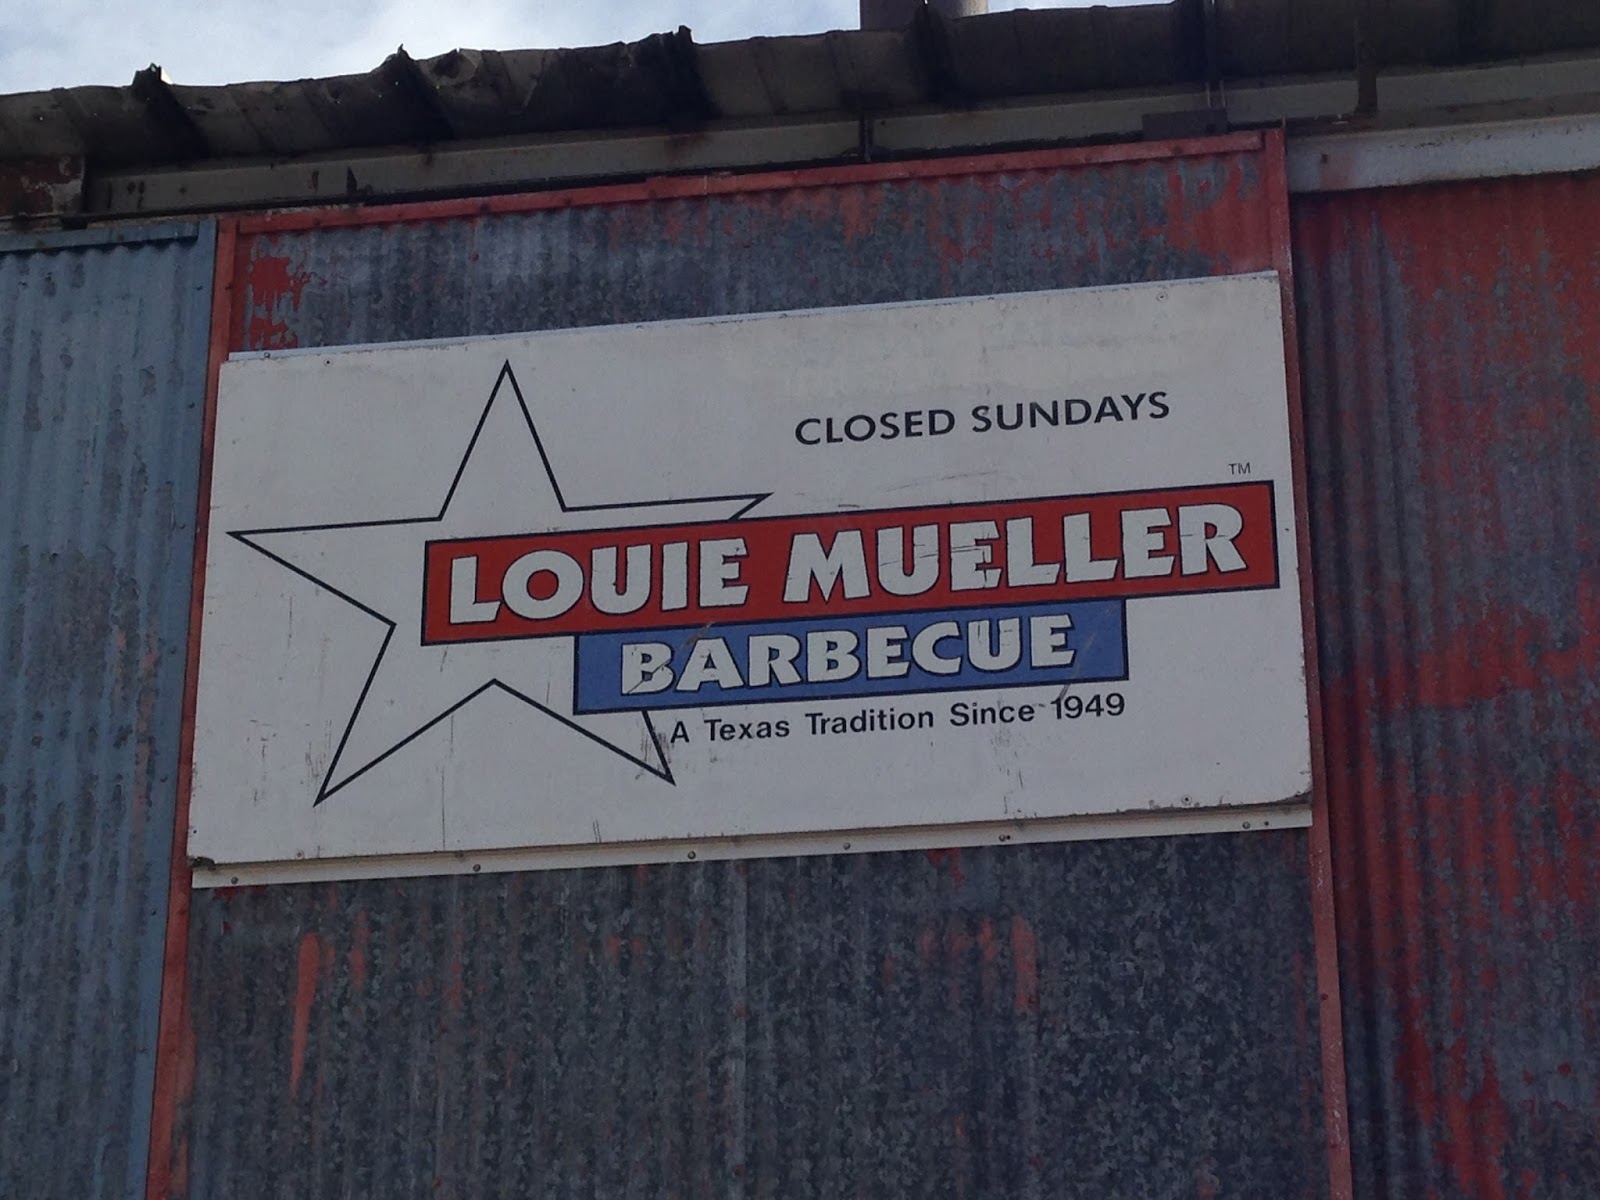 CLOSED SUNDAYS
TM
LOUIE MUELLER
BARBECUE
A Texas Tradition Since 1949